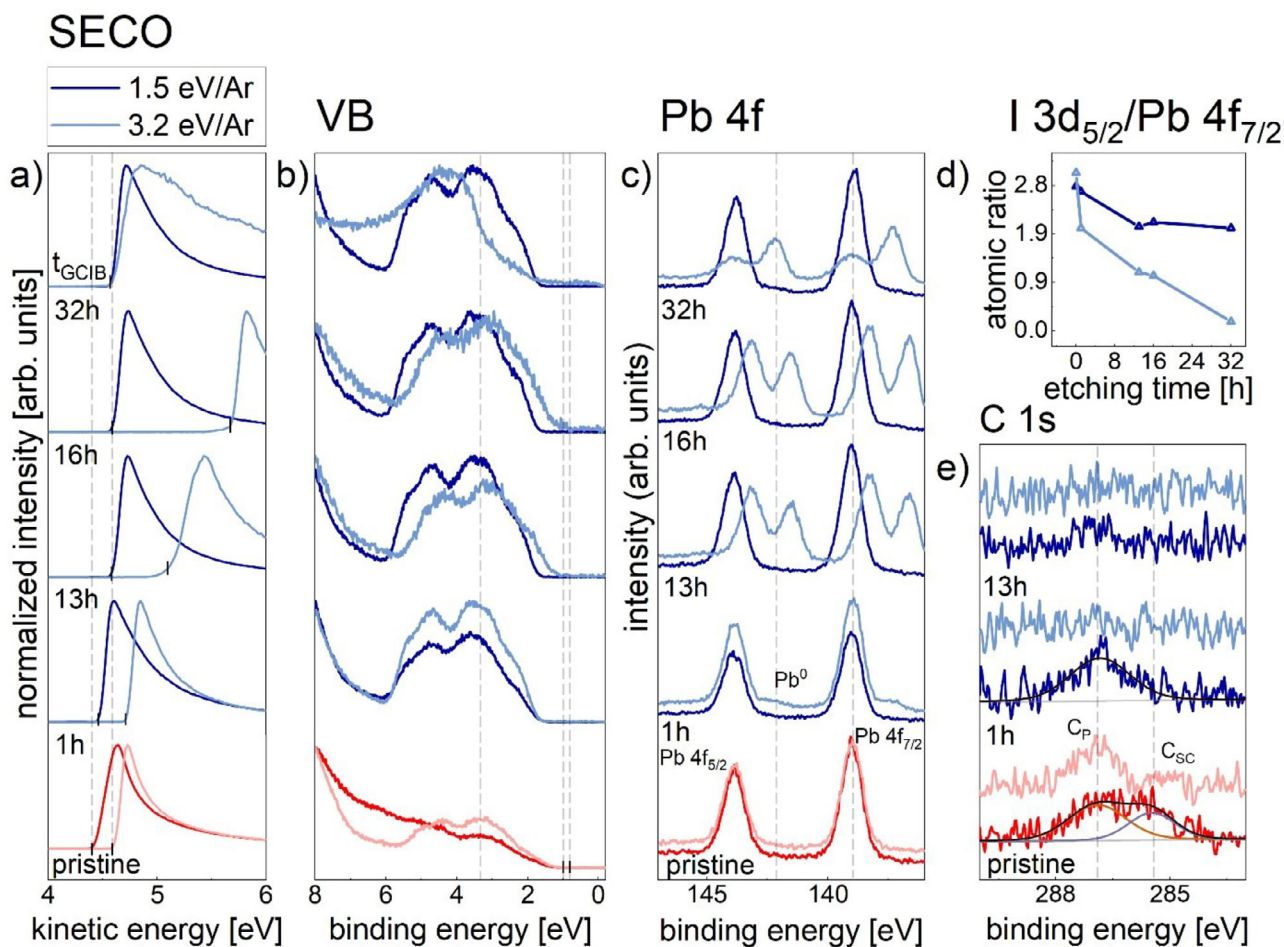 SECO
1.5 eV/Ar
3.2 eV/Ar
VB
Pb 4f
I 3d5/2/Pb 4f7/2
a)
b)
c)
d)
e)
normalized intensity [arb. units]
tGCIB
32h
16h
13h
1h
pristine
4 5 6
kinetic energy [eV]
8 6 4 2 0
binding energy [eV]
intensity (arb. units)
32h
16h
13h
Pb0
1h
Pb 4f5/2
Pb 4f7/2
pristine
145 140
binding energy [eV]
atomic ratio
2.8
1.9
0.9
0.0
0 8 16 24 32
etching time [h]
C 1s
13h
1h
CP
CSC
pristine
288 285
binding energy [eV]